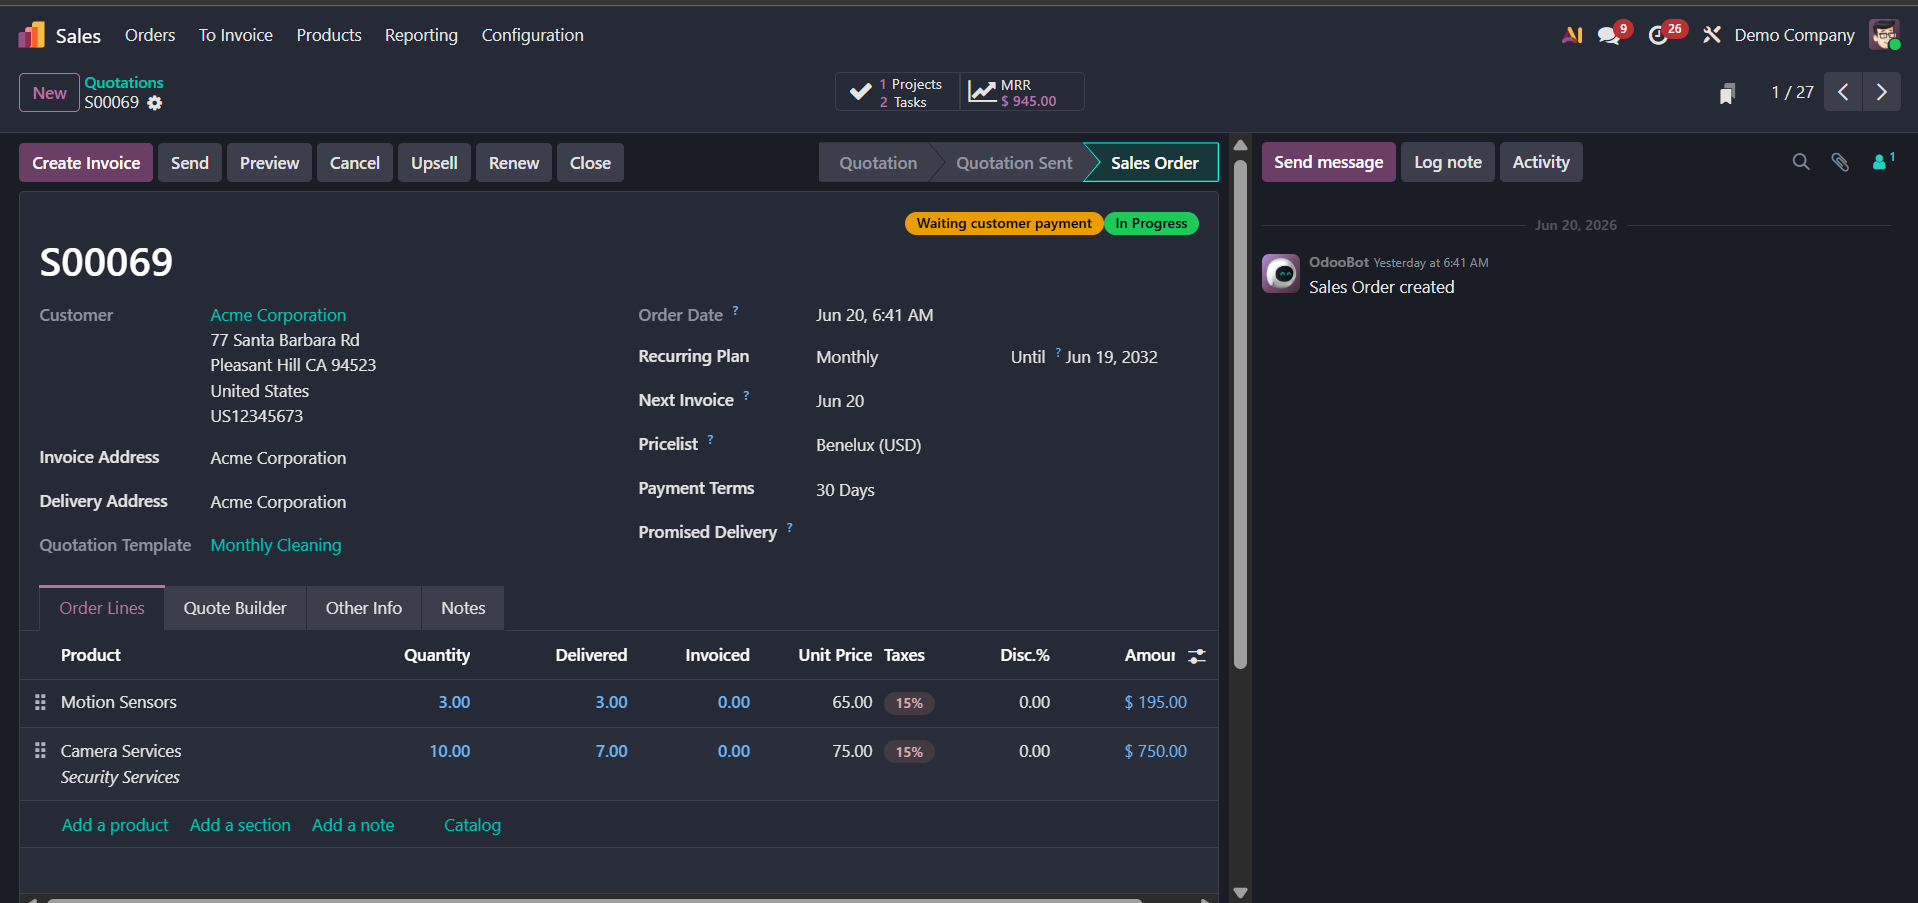 Sales Orders To Invoice Products Reporting Configuration
AI 9 26 Demo Company
New Quotations
S00069
1 Projects
2 Tasks
MRR
$ 945.00
1 / 27
Create Invoice Send Preview Cancel Upsell Renew Close
Quotation Quotation Sent Sales Order
Send message Log note Activity 1
Waiting customer payment In Progress
S00069
Customer Acme Corporation
77 Santa Barbara Rd
Pleasant Hill CA 94523
United States
US12345673
Invoice Address Acme Corporation
Delivery Address Acme Corporation
Quotation Template Monthly Cleaning
Order Date ? Jun 20, 6:41 AM
Recurring Plan Monthly Until ? Jun 19, 2032
Next Invoice ? Jun 20
Pricelist ? Benelux (USD)
Payment Terms 30 Days
Promised Delivery ?
Order Lines Quote Builder Other Info Notes
Product Quantity Delivered Invoiced Unit Price Taxes Disc.% Amour
Motion Sensors 3.00 3.00 0.00 65.00 15% 0.00 $ 195.00
Camera Services 10.00 7.00 0.00 75.00 15% 0.00 $ 750.00
Security Services
Add a product Add a section Add a note Catalog
Jun 20, 2026
OdooBot Yesterday at 6:41 AM
Sales Order created